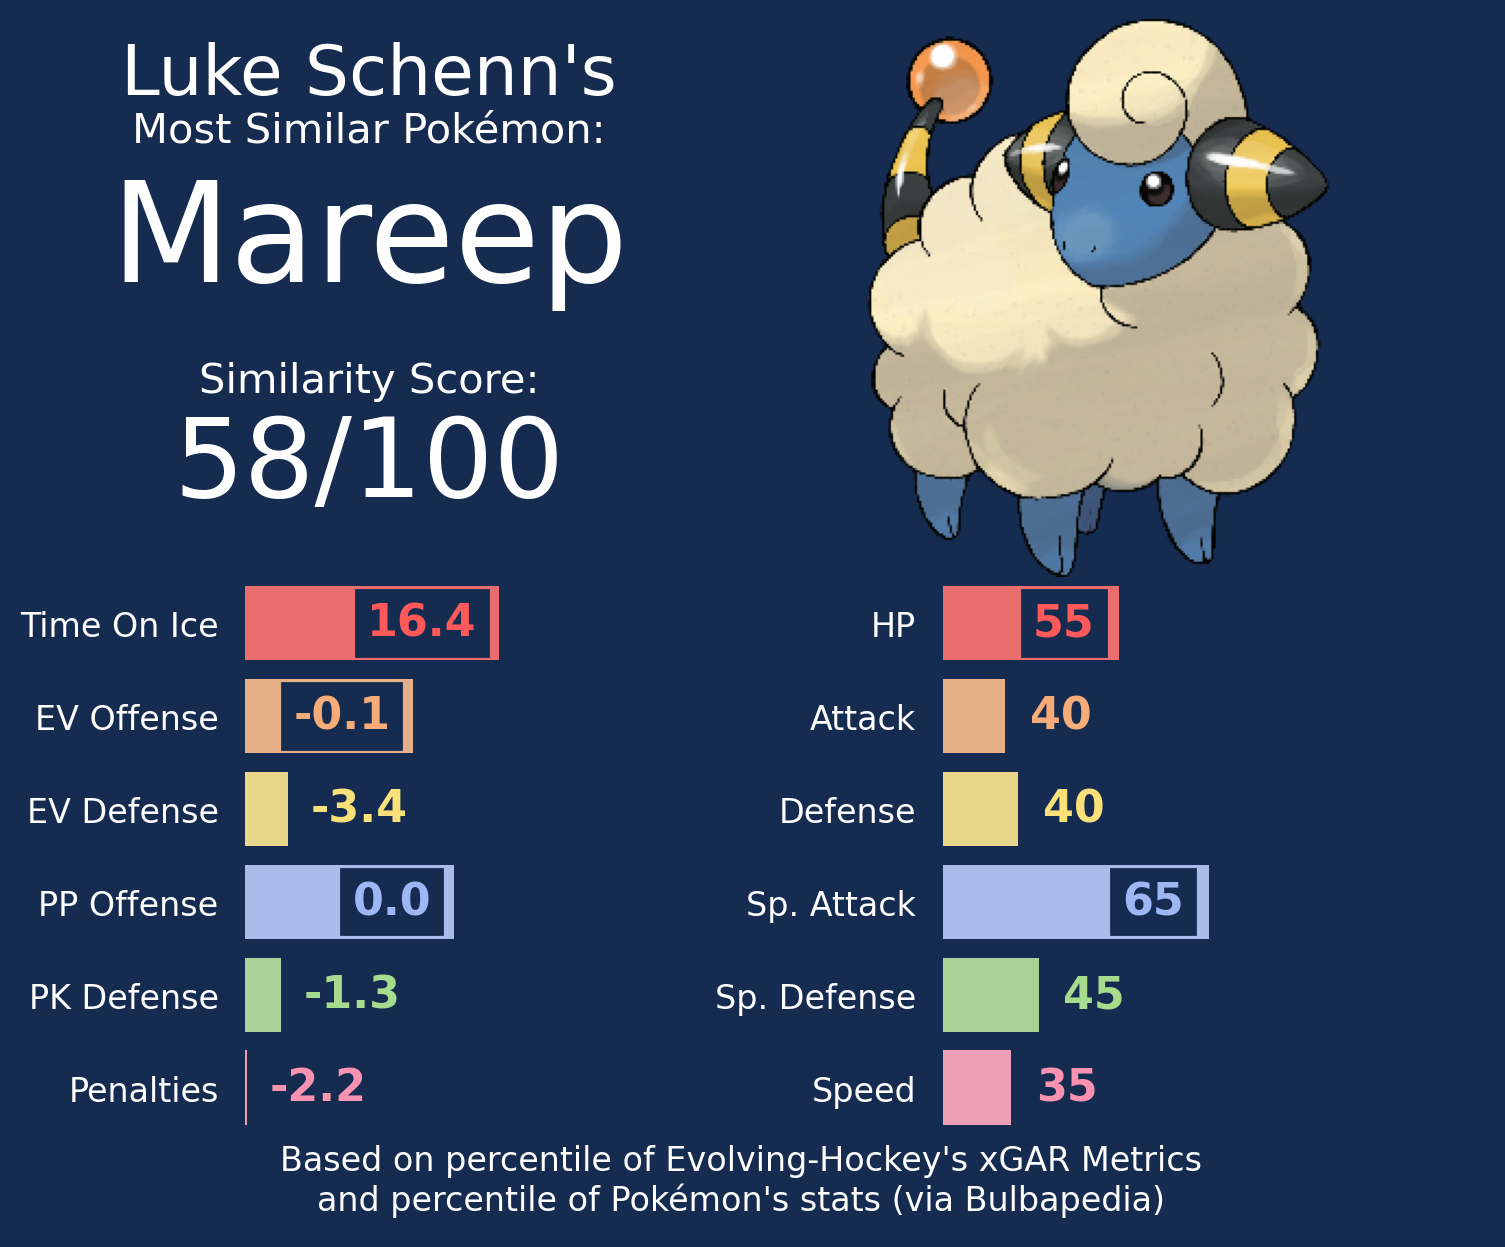 Luke Schenn's
Most Similar Pokémon:
Mareep
Similarity Score:
58/100
Time On Ice 16.4
EV Offense -0.1
EV Defense -3.4
PP Offense 0.0
PK Defense -1.3
Penalties -2.2
HP 55
Attack 40
Defense 40
Sp. Attack 65
Sp. Defense 45
Speed 35
Based on percentile of Evolving-Hockey's xGAR Metrics
and percentile of Pokémon's stats (via Bulbapedia)